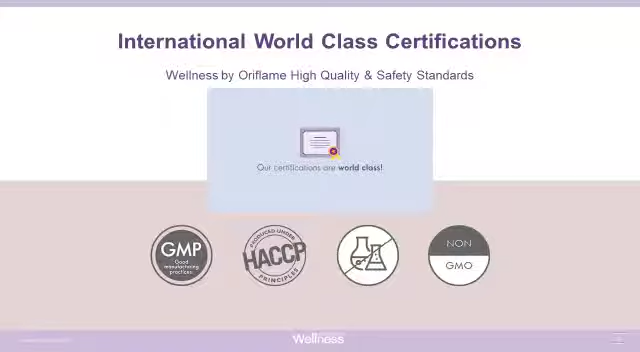 International World Class Certifications
Wellness by Oriflame High Quality & Safety Standards
Our certifications are world class!
GMP
Good
manufacturing
practices
PRODUCED UNDER
HACCP
PRINCIPLES
NON
GMO
Wellness